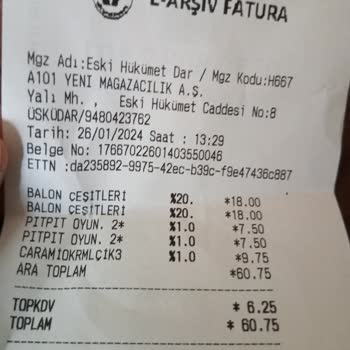 E-ARŞİV FATURA
Mgz Adı:Eski Hükümet Dar / Mgz Kodu:H667
A101 YENİ MAĞAZACILIK A.Ş.
Yalı Mh. , Eski Hükümet Caddesi No:8
ÜSKÜDAR/9480423762
Tarih: 26/01/2024 Saat : 13:29
Belge No: 17667022601403550046
ETTN :da235892-9975-42ec-b39c-f9e47436c887
BALON ÇEŞİTLERİ %20. *18.00
BALON ÇEŞİTLERİ %20. *18.00
PITPIT OYUN. 2* %1.0 *7.50
PITPIT OYUN. 2* %1.0 *7.50
CARAMİOKRMLÇIK3 %1.0 *9.75
ARA TOPLAM *60.75
TOPKDV * 6.25
TOPLAM * 60.75